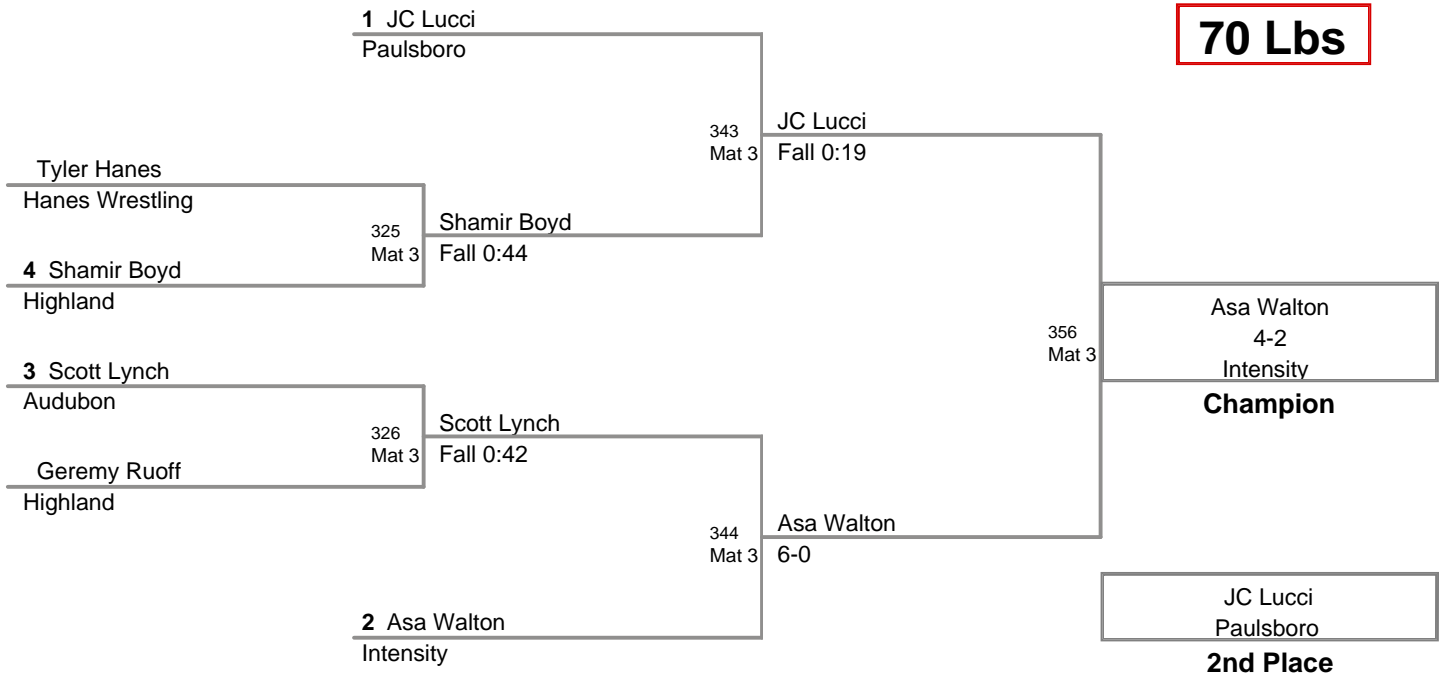 1 JC Lucci
Paulsboro
70 Lbs
343
Mat 3
JC Lucci
Fall 0:19
Tyler Hanes
Hanes Wrestling
325
Mat 3
Shamir Boyd
Fall 0:44
4 Shamir Boyd
Highland
356
Mat 3
Asa Walton
4-2
Intensity
Champion
3 Scott Lynch
Audubon
326
Mat 3
Scott Lynch
Fall 0:42
Geremy Ruoff
Highland
344
Mat 3
Asa Walton
6-0
2 Asa Walton
Intensity
JC Lucci
Paulsboro
2nd Place